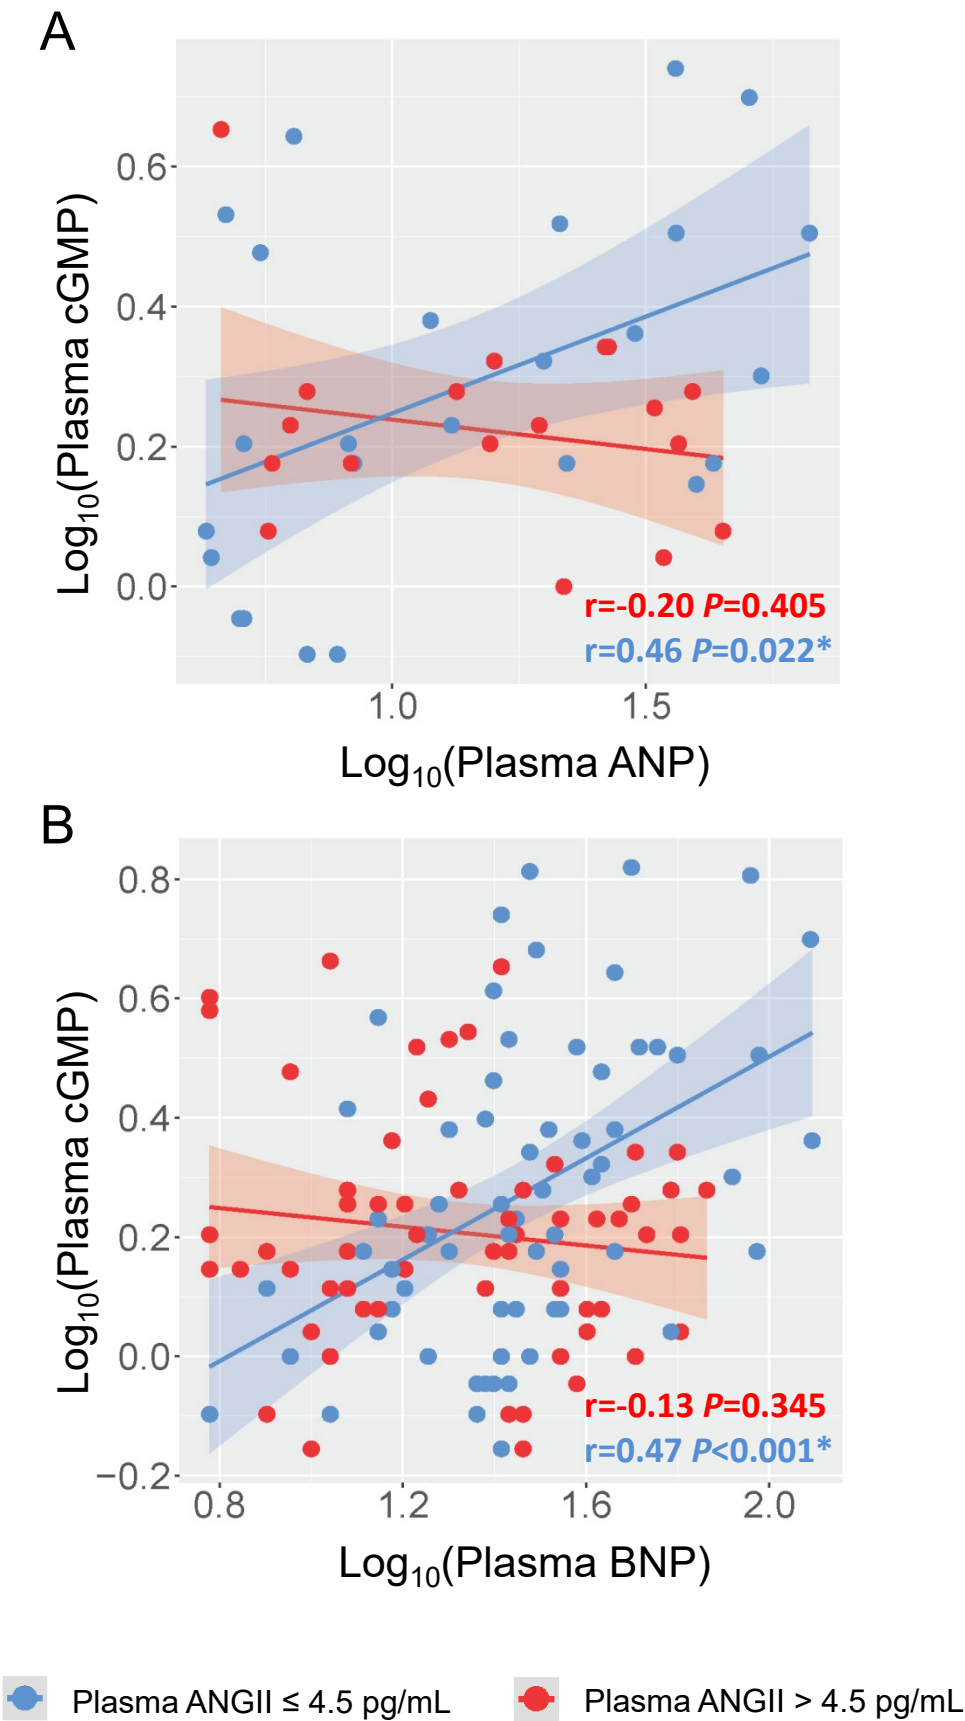 A
0.6
0.4
0.2
0.0
Log10(Plasma cGMP)
r=-0.20 P=0.405
r=0.46 P=0.022*
1.0 1.5
Log10(Plasma ANP)
B
0.8
0.6
0.4
0.2
0.0
−0.2
Log10(Plasma cGMP)
r=-0.13 P=0.345
r=0.47 P<0.001*
0.8 1.2 1.6 2.0
Log10(Plasma BNP)
Plasma ANGII ≤ 4.5 pg/mL Plasma ANGII > 4.5 pg/mL